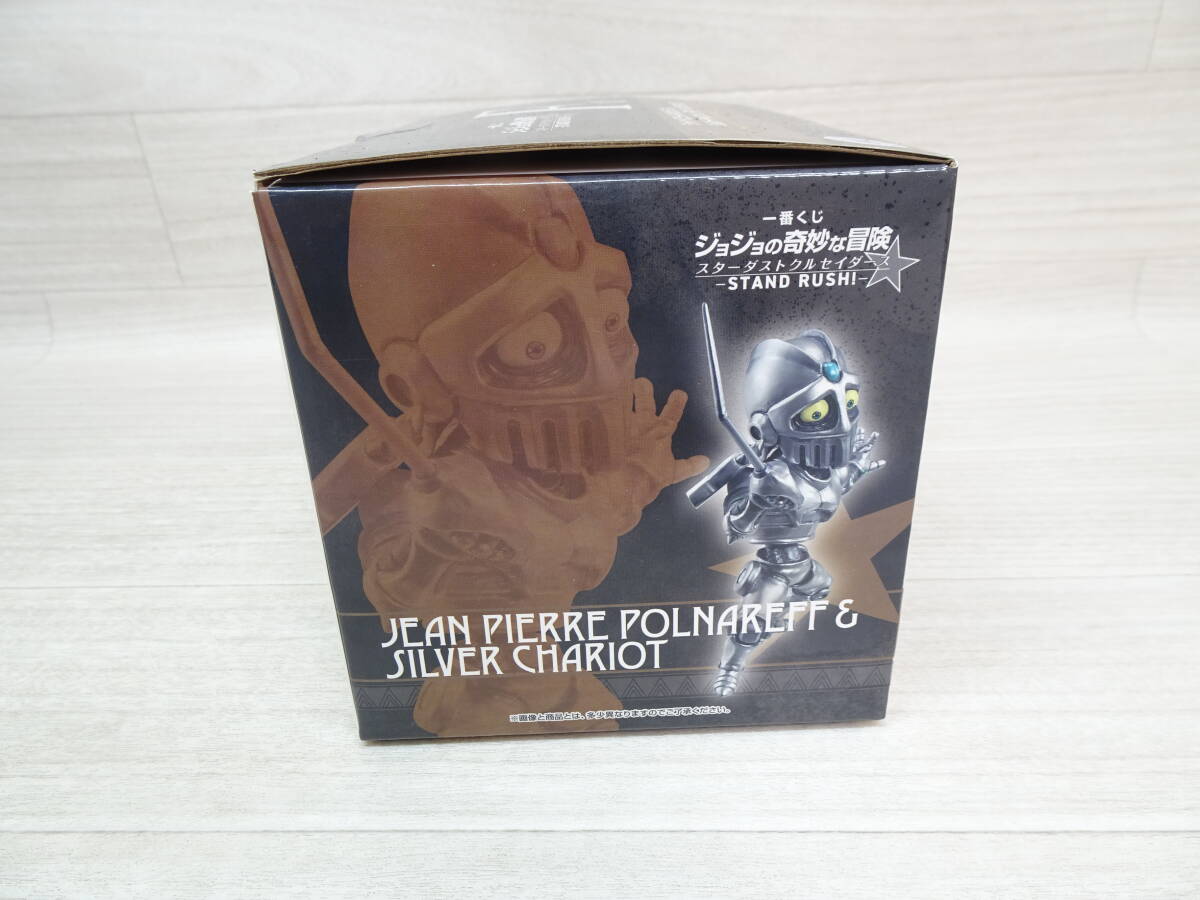 一番くじ
ジョジョの奇妙な冒険
スターダストクルセイダース
-STAND RUSH!-
JEAN PIERRE POLNAREFF &
SILVER CHARIOT
※画像と商品とは、多少異なりますのでご了承ください。